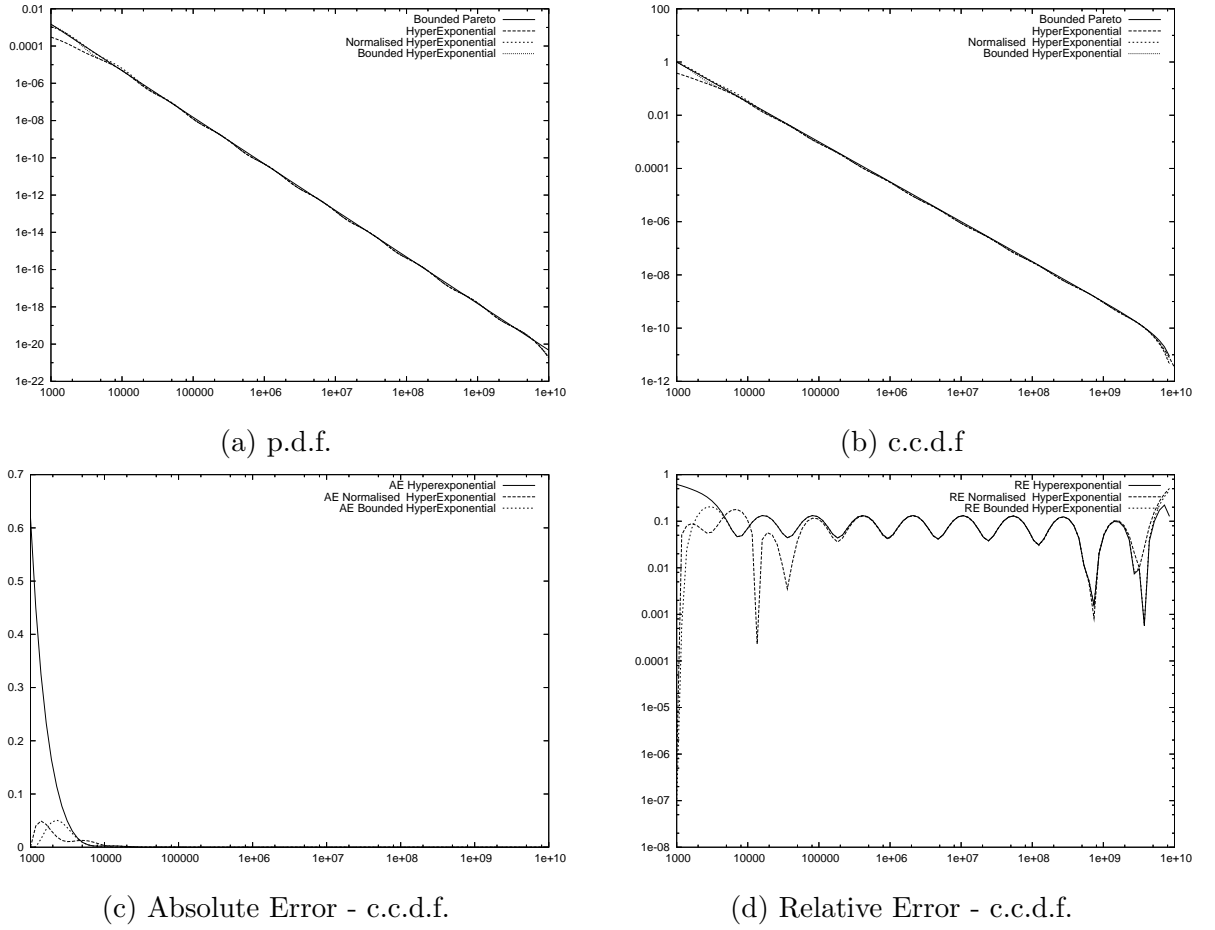 0.01
0.0001
1e-06
1e-08
1e-10
1e-12
1e-14
1e-16
1e-18
1e-20
1e-22
1000 10000 100000 1e+06 1e+07 1e+08 1e+09 1e+10
Bounded Pareto
HyperExponential
Normalised HyperExponential
Bounded HyperExponential
(a) p.d.f.
100
1
0.01
0.0001
1e-06
1e-08
1e-10
1e-12
1000 10000 100000 1e+06 1e+07 1e+08 1e+09 1e+10
Bounded Pareto
HyperExponential
Normalised HyperExponential
Bounded HyperExponential
(b) c.c.d.f
0.7
0.6
0.5
0.4
0.3
0.2
0.1
0
1000 10000 100000 1e+06 1e+07 1e+08 1e+09 1e+10
AE Hyperexponential
AE Normalised HyperExponential
AE Bounded HyperExponential
(c) Absolute Error - c.c.d.f.
1
0.1
0.01
0.001
0.0001
1e-05
1e-06
1e-07
1e-08
1000 10000 100000 1e+06 1e+07 1e+08 1e+09 1e+10
RE Hyperexponential
RE Normalised HyperExponential
RE Bounded HyperExponential
(d) Relative Error - c.c.d.f.